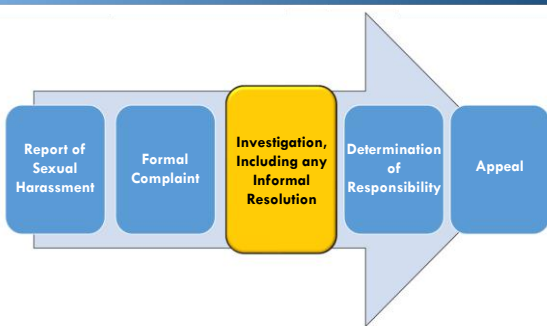 Report of
Sexual
Harassment
Formal
Complaint
Investigation,
Including any
Informal
Resolution
Determination
of
Responsibility
Appeal